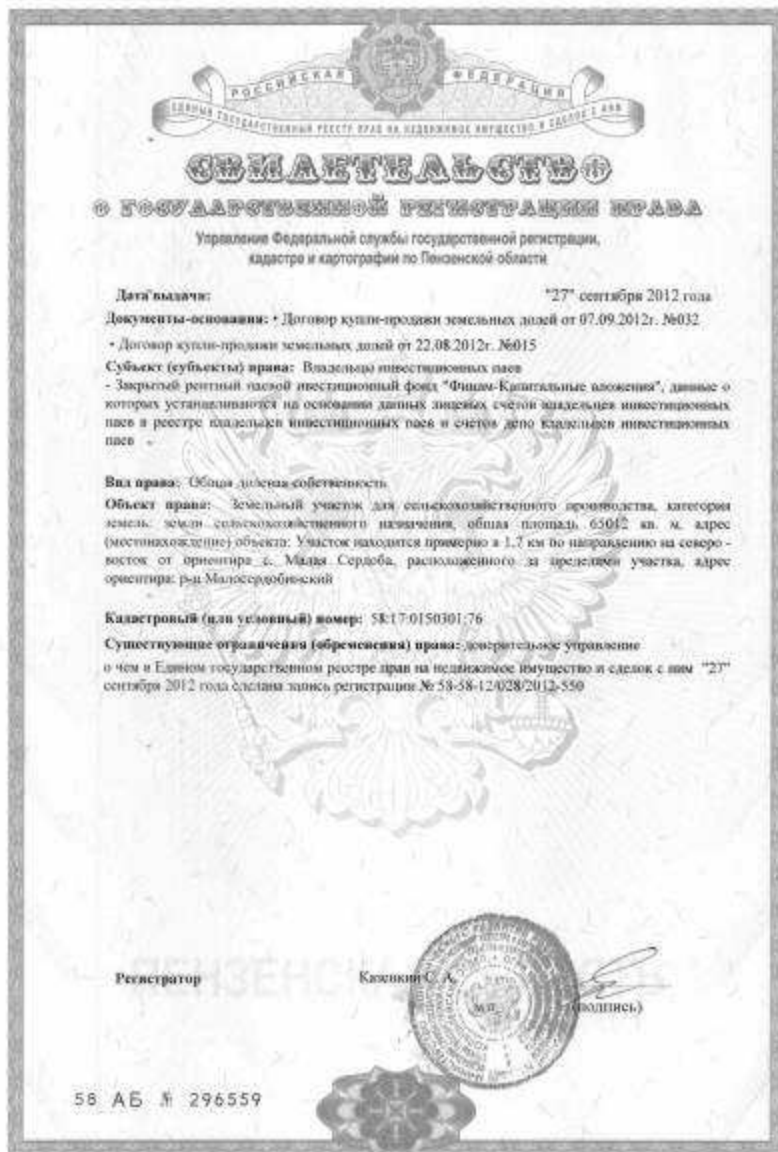 РОССИЙСКАЯ ФЕДЕРАЦИЯ
ЕДИНЫЙ ГОСУДАРСТВЕННЫЙ РЕЕСТР ПРАВ НА НЕДВИЖИМОЕ ИМУЩЕСТВО И СДЕЛОК С НИМ
СВИДЕТЕЛЬСТВО
О ГОСУДАРСТВЕННОЙ РЕГИСТРАЦИИ ПРАВА
Управление Федеральной службы государственной регистрации,
кадастра и картографии по Пензенской области
Дата выдачи: "27" сентября 2012 года
Документы-основания: • Договор купли-продажи земельных долей от 07.09.2012г. №032
• Договор купли-продажи земельных долей от 22.08.2012г. №015
Субъект (субъекты) права: Владельцы инвестиционных паев
- Закрытый рентный паевой инвестиционный фонд "Финам-Капитальные вложения", данные о
которых устанавливаются на основании данных лицевых счетов владельцев инвестиционных
паев в реестре владельцев инвестиционных паев и счетов депо владельцев инвестиционных
паев
Вид права: Общая долевая собственность
Объект права: Земельный участок для сельскохозяйственного производства, категория
земель: земли сельскохозяйственного назначения, общая площадь 65012 кв. м, адрес
(местонахождение) объекта: Участок находится примерно в 1,7 км по направлению на северо -
восток от ориентира с. Малая Сердоба, расположенного за пределами участка, адрес
ориентира: р-н Малосердобинский
Кадастровый (или условный) номер: 58:17:0150301:76
Существующие ограничения (обременения) права: доверительное управление
о чем в Едином государственном реестре прав на недвижимое имущество и сделок с ним "27"
сентября 2012 года сделана запись регистрации № 58-58-12/028/2012-550
Регистратор Казенкин С. А.
м.п. (подпись)
58 АБ № 296559